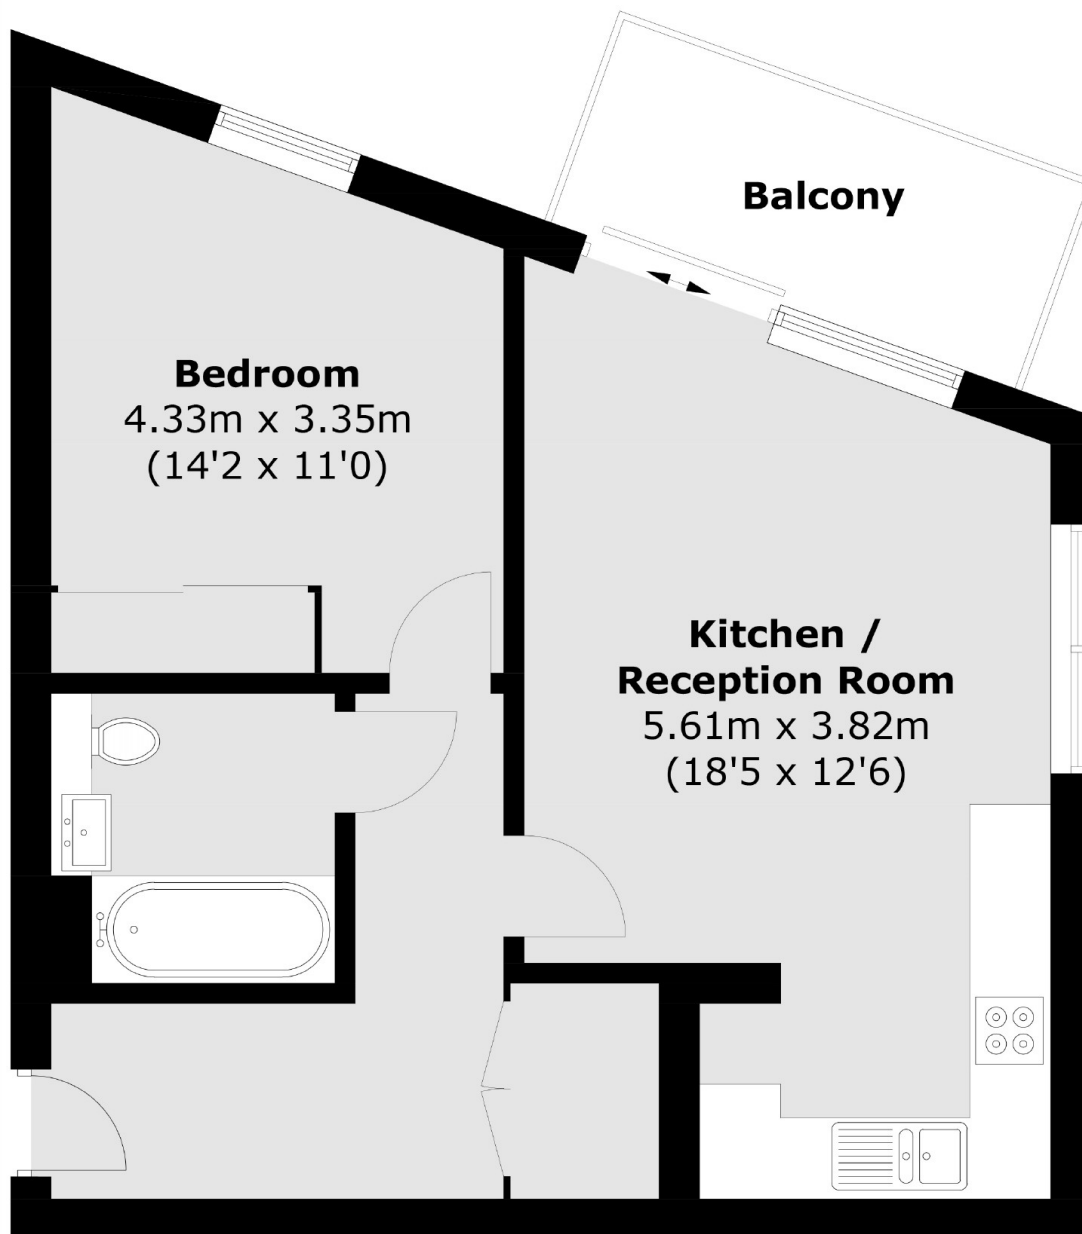 Balcony
Bedroom
4.33m x 3.35m
(14'2 x 11'0)
Kitchen /
Reception Room
5.61m x 3.82m
(18'5 x 12'6)